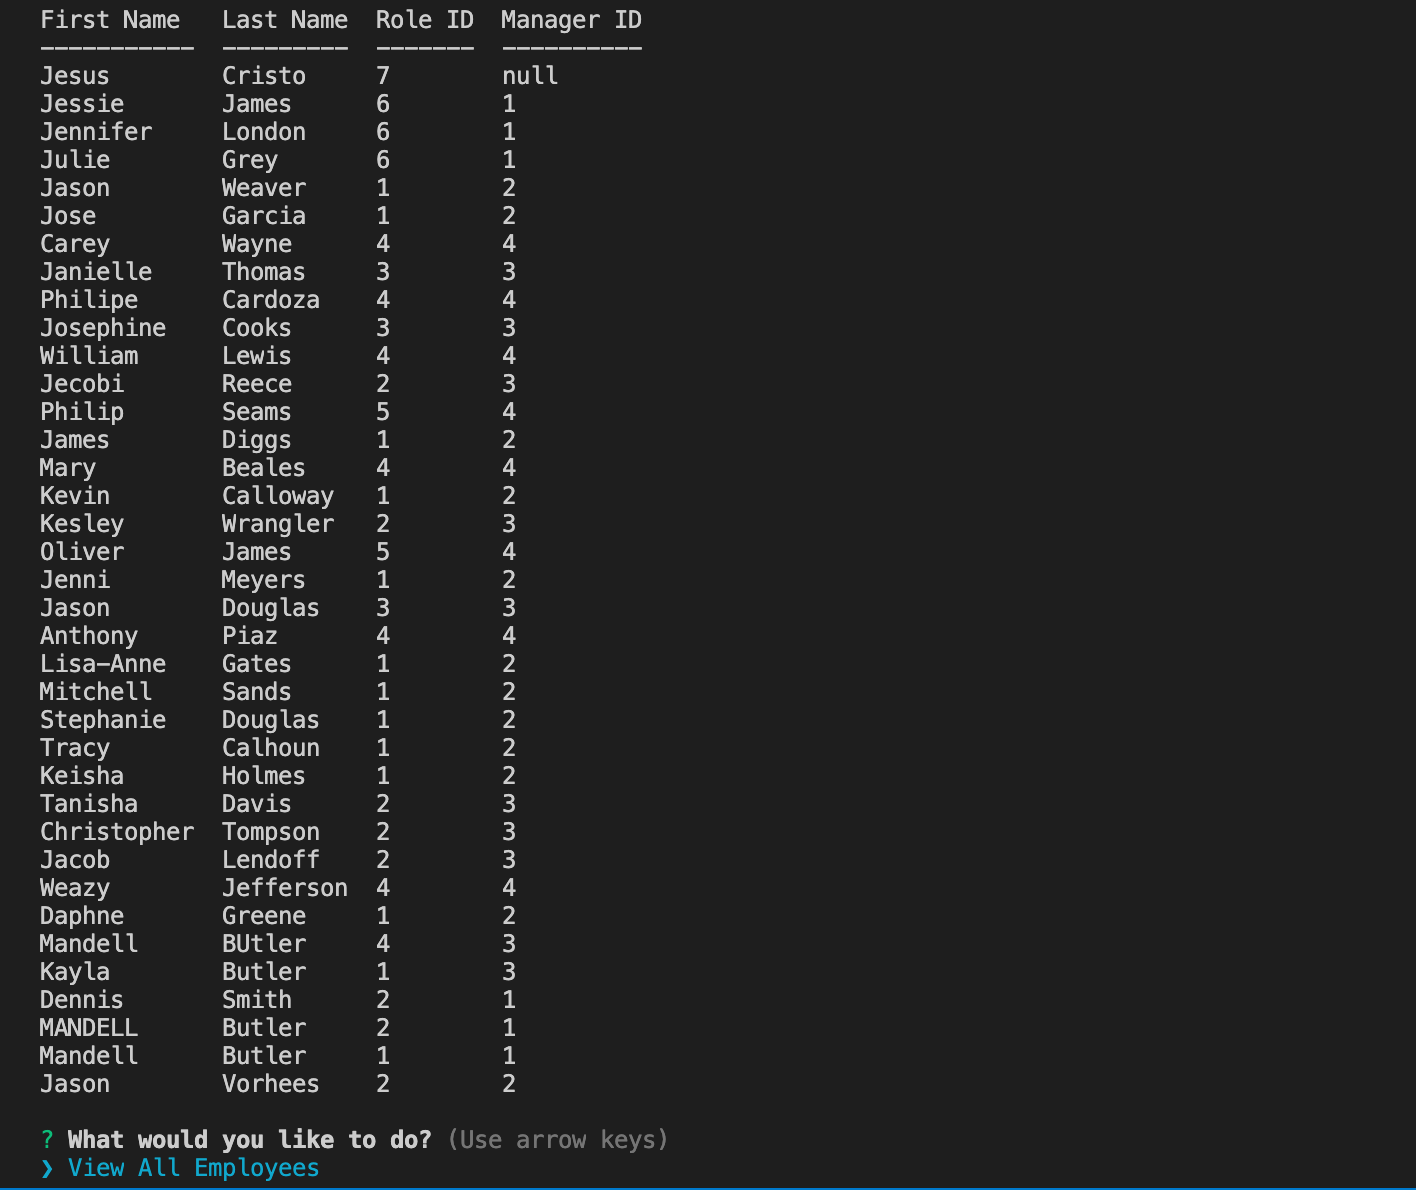 First Name   Last Name  Role ID  Manager ID
-----------  ---------  -------  ----------
Jesus        Cristo     7        null
Jessie       James      6        1
Jennifer     London     6        1
Julie        Grey       6        1
Jason        Weaver     1        2
Jose         Garcia     1        2
Carey        Wayne      4        4
Janielle     Thomas     3        3
Philipe      Cardoza    4        4
Josephine    Cooks      3        3
William      Lewis      4        4
Jecobi       Reece      2        3
Philip       Seams      5        4
James        Diggs      1        2
Mary         Beales     4        4
Kevin        Calloway   1        2
Kesley       Wrangler   2        3
Oliver       James      5        4
Jenni        Meyers     1        2
Jason        Douglas    3        3
Anthony      Piaz       4        4
Lisa-Anne    Gates      1        2
Mitchell     Sands      1        2
Stephanie    Douglas    1        2
Tracy        Calhoun    1        2
Keisha       Holmes     1        2
Tanisha      Davis      2        3
Christopher  Tompson    2        3
Jacob        Lendoff    2        3
Weazy        Jefferson  4        4
Daphne       Greene     1        2
Mandell      BUtler     4        3
Kayla        Butler     1        3
Dennis       Smith      2        1
MANDELL      Butler     2        1
Mandell      Butler     1        1
Jason        Vorhees    2        2
? What would you like to do? (Use arrow keys)
❯ View All Employees